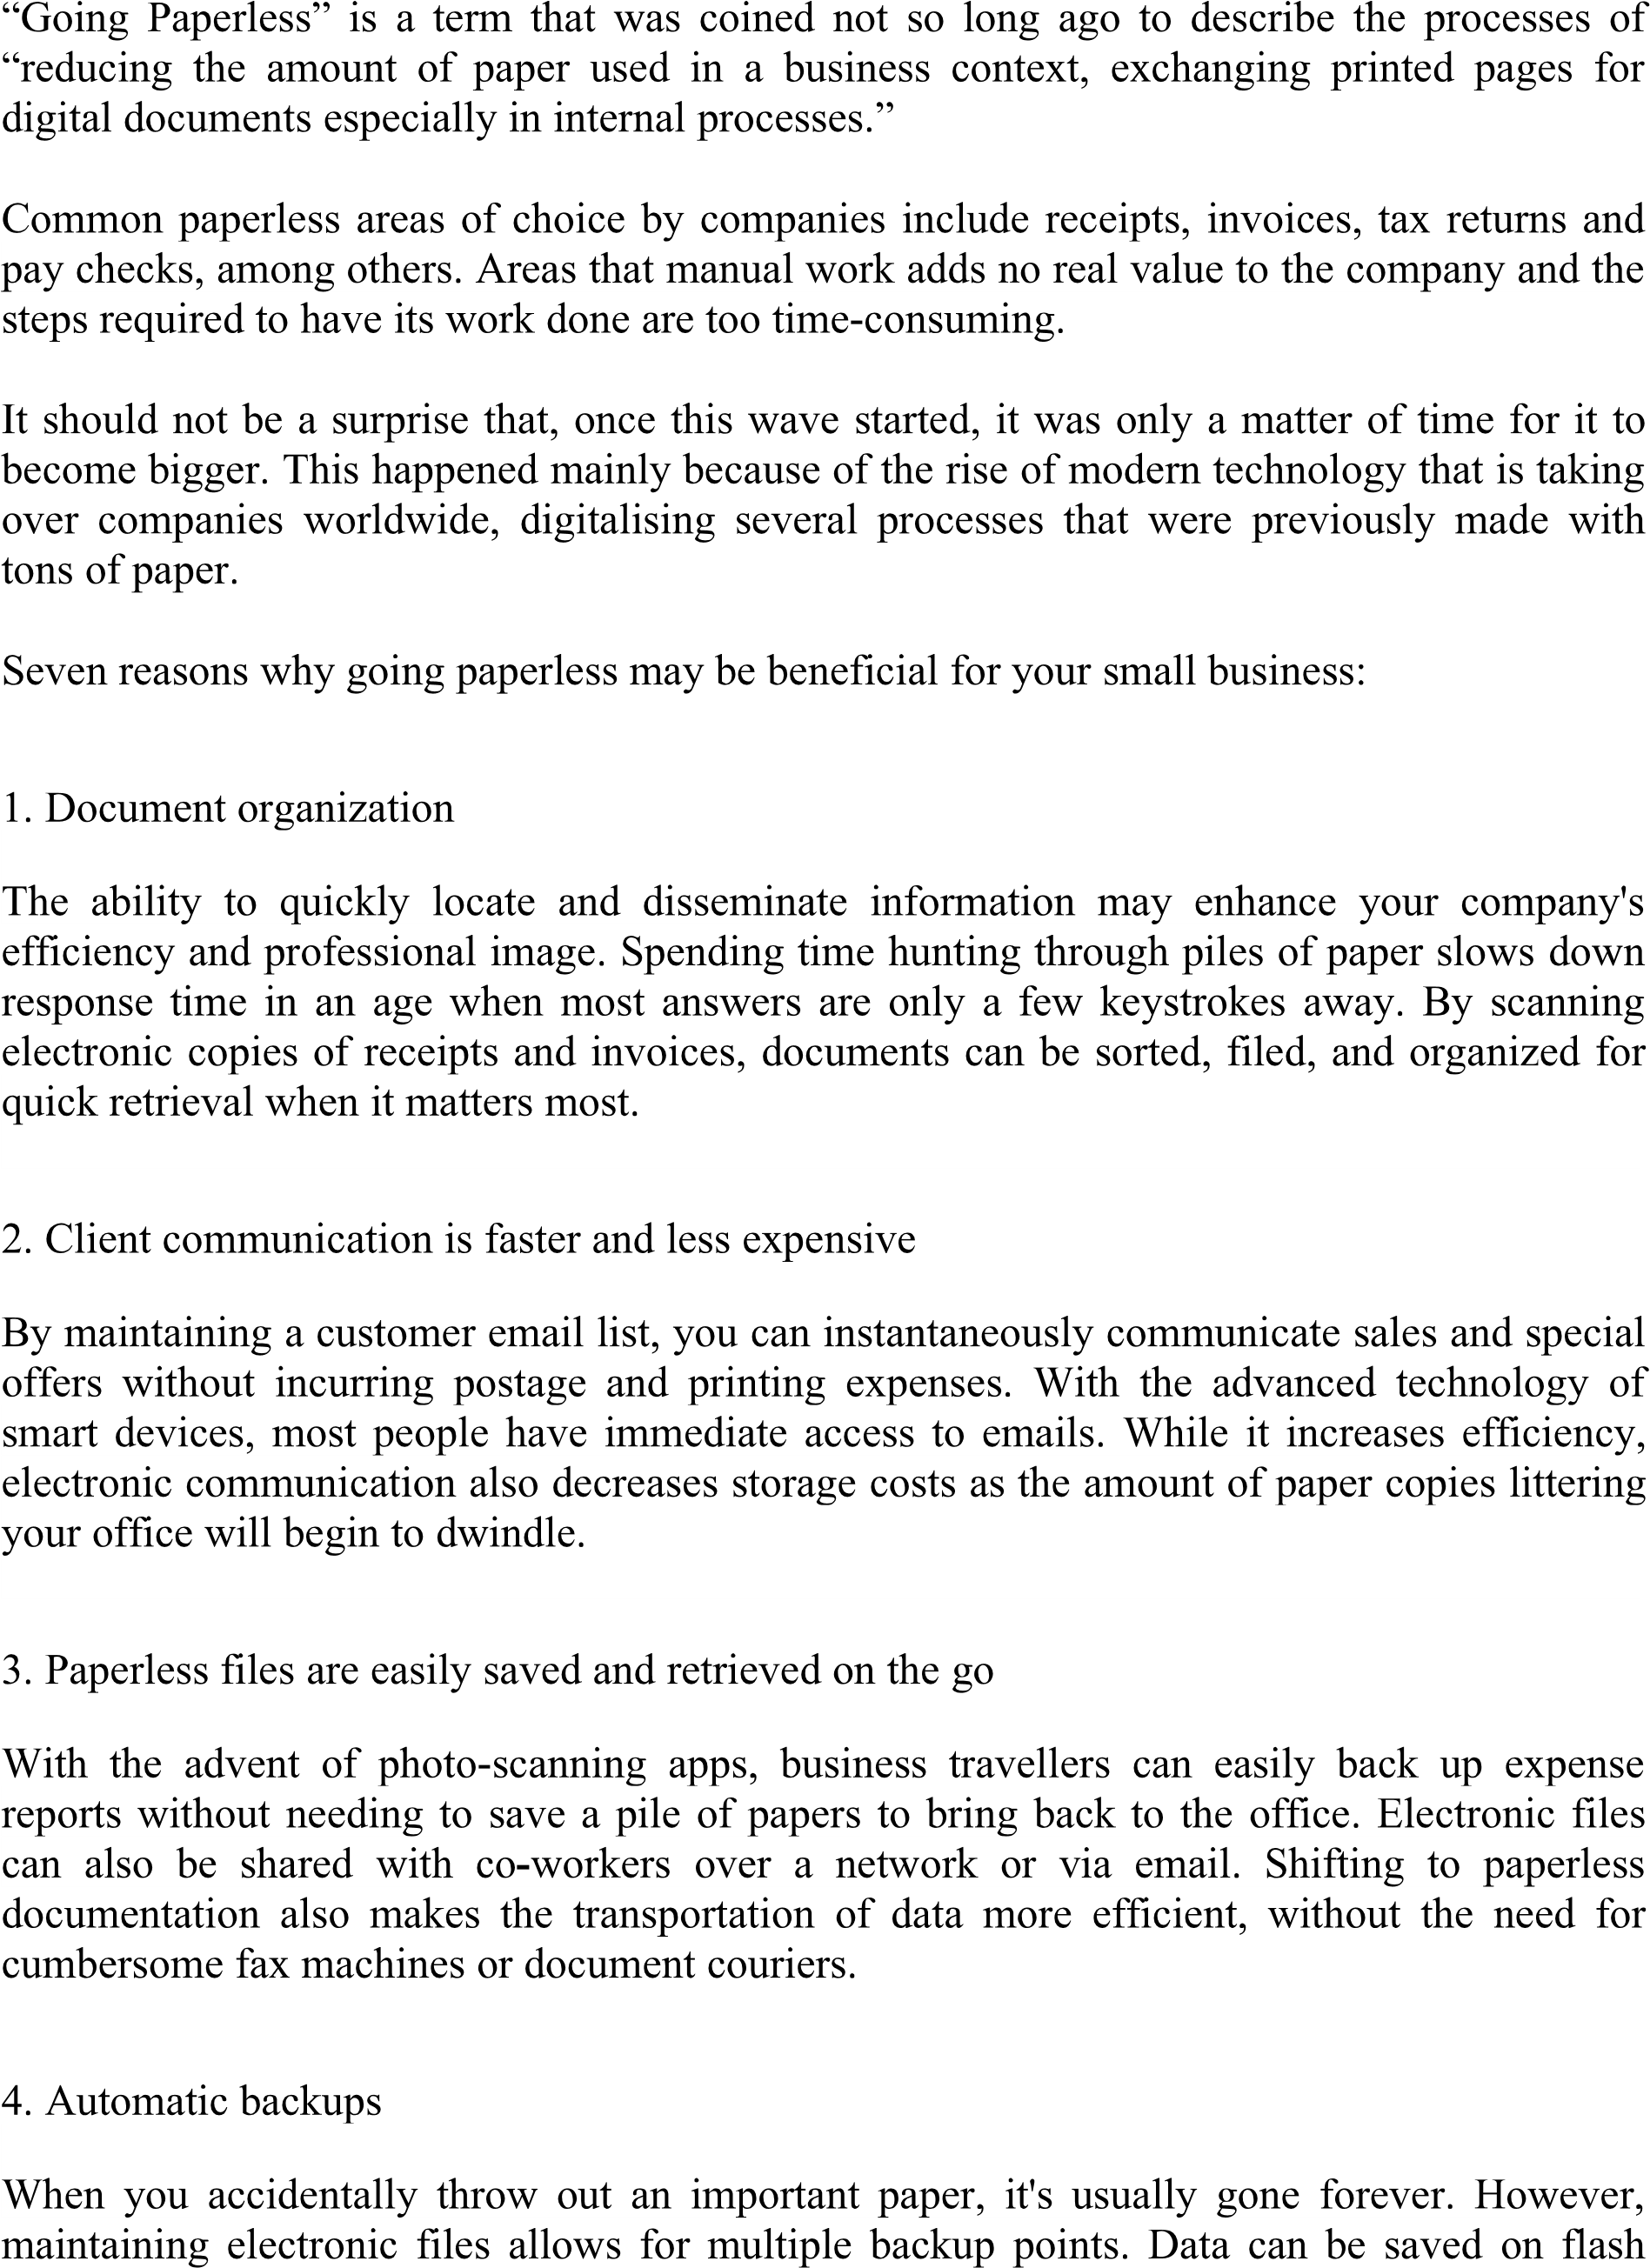 “Going Paperless” is a term that was coined not so long ago to describe the processes of
“reducing the amount of paper used in a business context, exchanging printed pages for
digital documents especially in internal processes.”
Common paperless areas of choice by companies include receipts, invoices, tax returns and
pay checks, among others. Areas that manual work adds no real value to the company and the
steps required to have its work done are too time-consuming.
It should not be a surprise that, once this wave started, it was only a matter of time for it to
become bigger. This happened mainly because of the rise of modern technology that is taking
over companies worldwide, digitalising several processes that were previously made with
tons of paper.
Seven reasons why going paperless may be beneficial for your small business:
1. Document organization
The ability to quickly locate and disseminate information may enhance your company's
efficiency and professional image. Spending time hunting through piles of paper slows down
response time in an age when most answers are only a few keystrokes away. By scanning
electronic copies of receipts and invoices, documents can be sorted, filed, and organized for
quick retrieval when it matters most.
2. Client communication is faster and less expensive
By maintaining a customer email list, you can instantaneously communicate sales and special
offers without incurring postage and printing expenses. With the advanced technology of
smart devices, most people have immediate access to emails. While it increases efficiency,
electronic communication also decreases storage costs as the amount of paper copies littering
your office will begin to dwindle.
3. Paperless files are easily saved and retrieved on the go
With the advent of photo-scanning apps, business travellers can easily back up expense
reports without needing to save a pile of papers to bring back to the office. Electronic files
can also be shared with co-workers over a network or via email. Shifting to paperless
documentation also makes the transportation of data more efficient, without the need for
cumbersome fax machines or document couriers.
4. Automatic backups
When you accidentally throw out an important paper, it's usually gone forever. However,
maintaining electronic files allows for multiple backup points. Data can be saved on flash